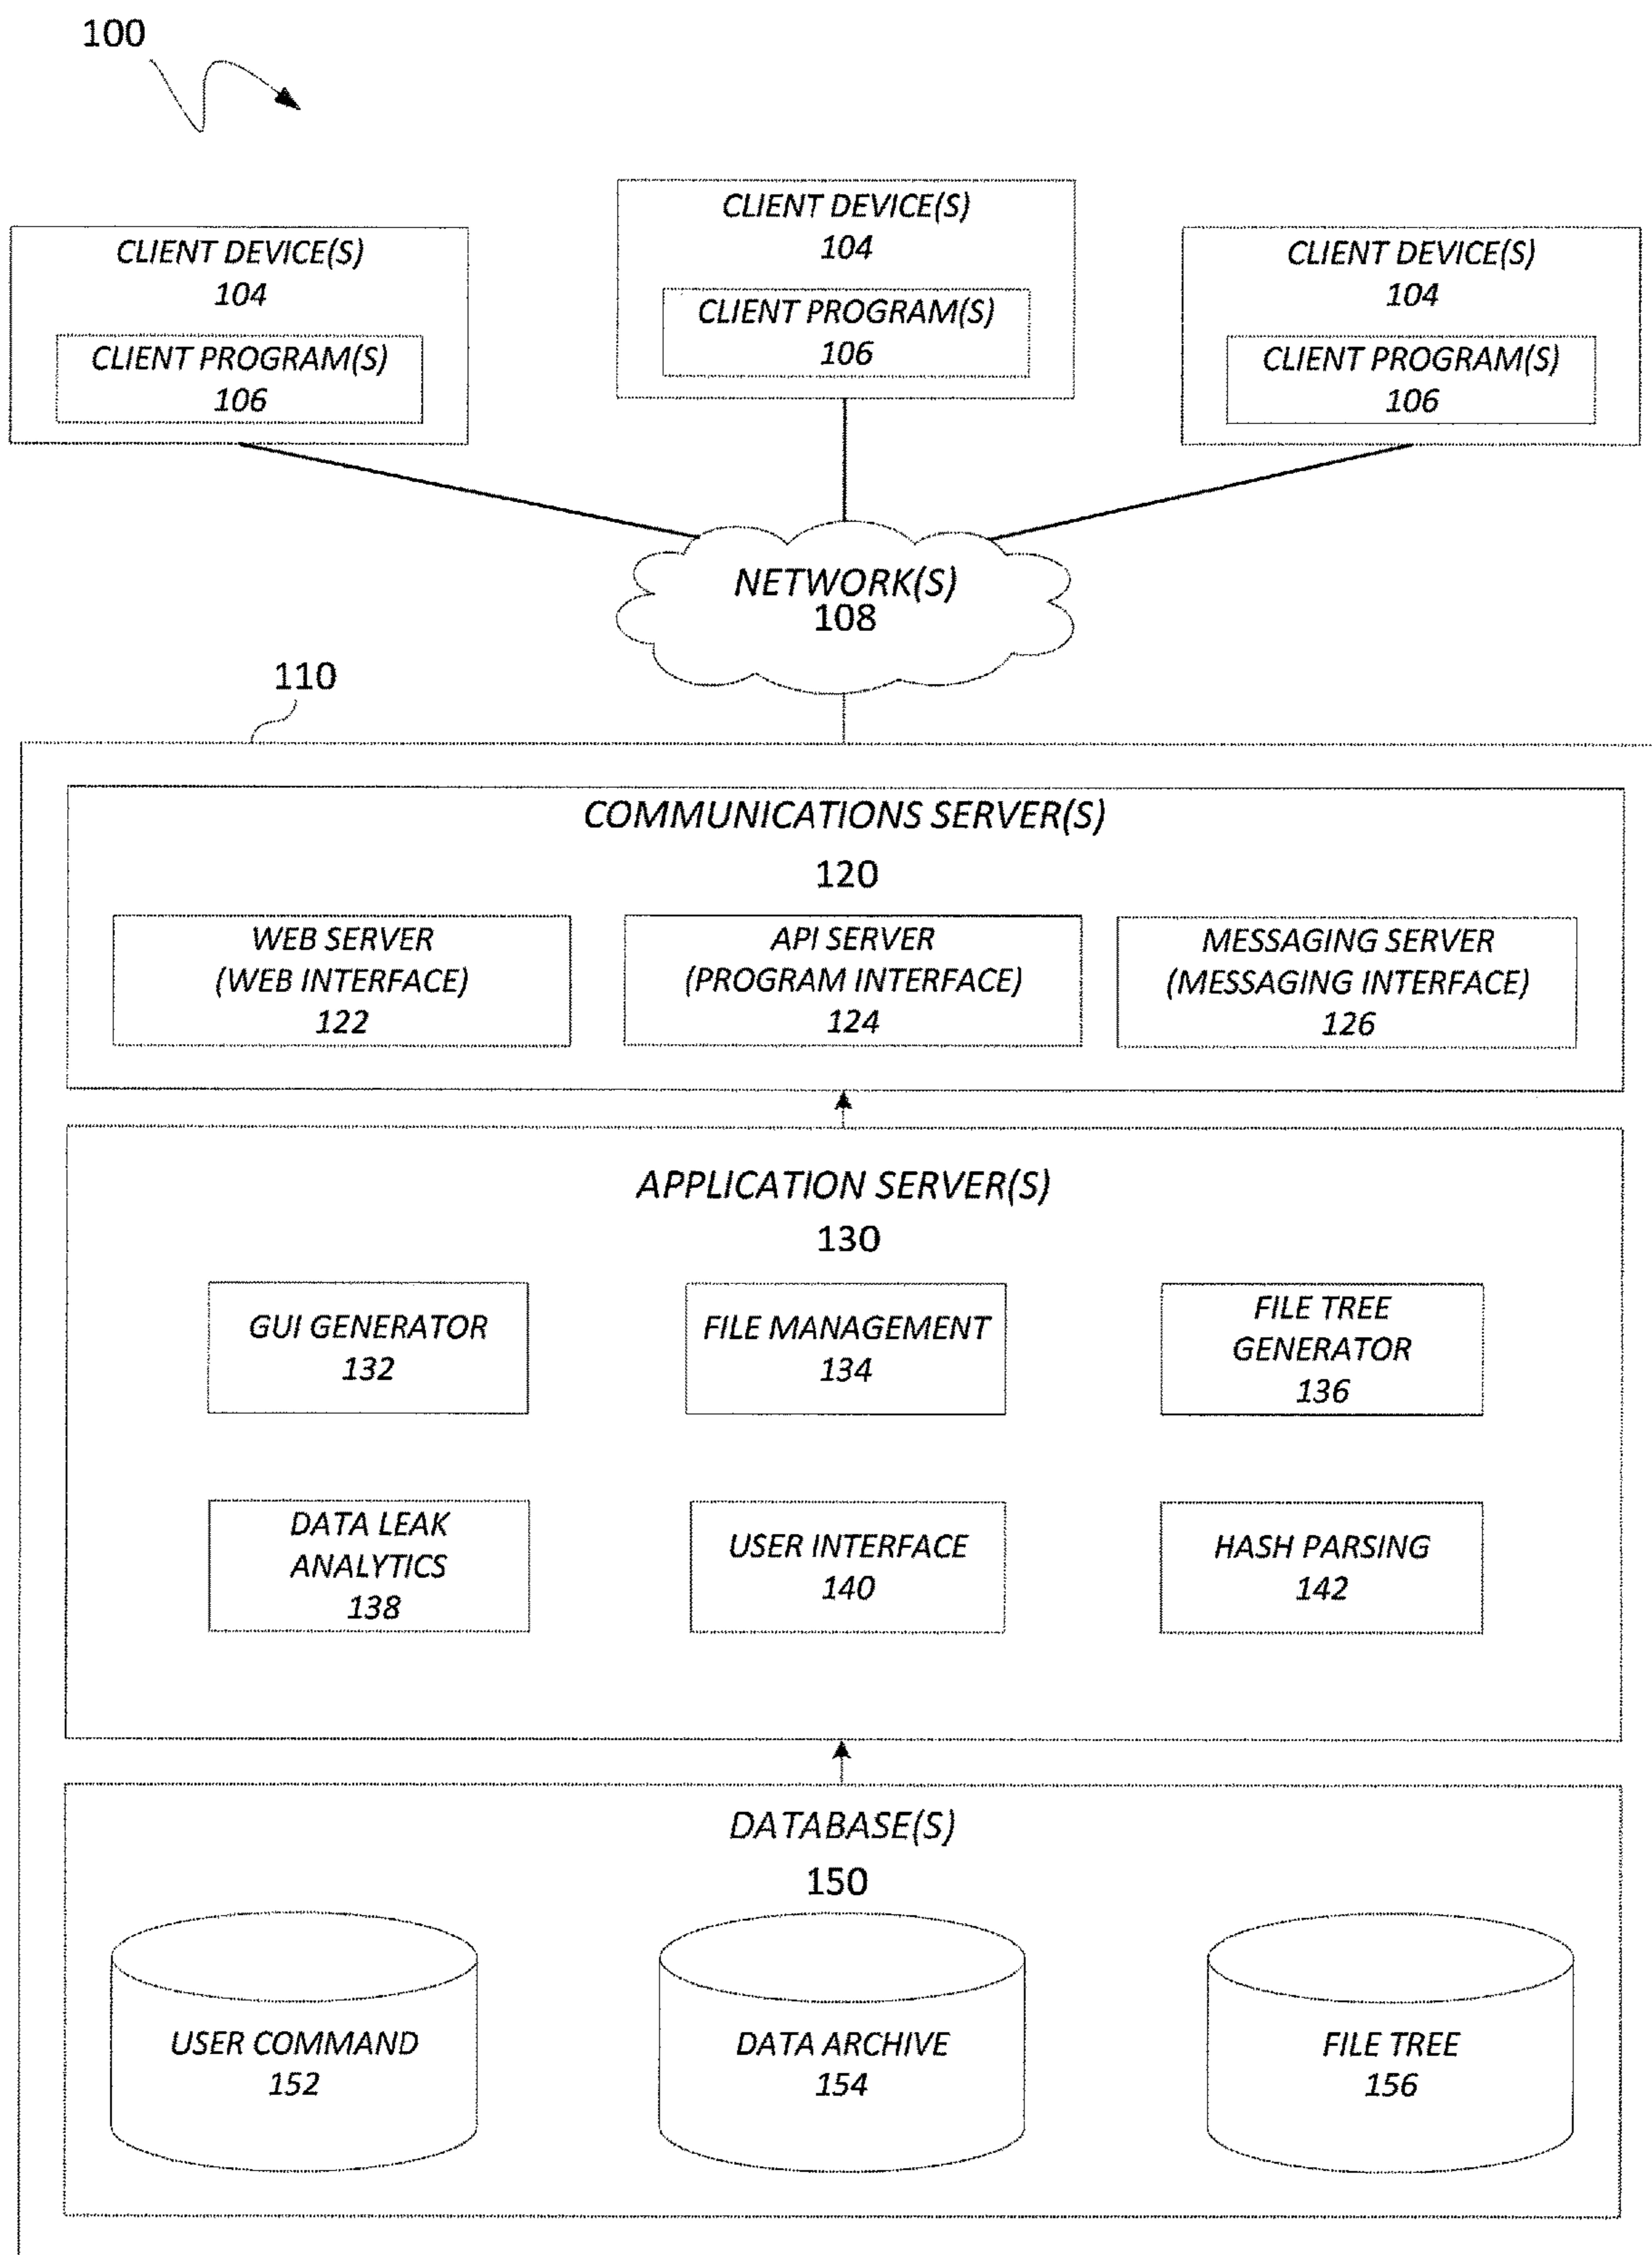 100
CLIENT DEVICE(S)
104
CLIENT PROGRAM(S)
106
CLIENT DEVICE(S)
104
CLIENT PROGRAM(S)
106
CLIENT DEVICE(S)
104
CLIENT PROGRAM(S)
106
NETWORK(S)
108
110
COMMUNICATIONS SERVER(S)
120
WEB SERVER
(WEB INTERFACE)
122
API SERVER
(PROGRAM INTERFACE)
124
MESSAGING SERVER
(MESSAGING INTERFACE)
126
APPLICATION SERVER(S)
130
GUI GENERATOR
132
FILE MANAGEMENT
134
FILE TREE
GENERATOR
136
DATA LEAK
ANALYTICS
138
USER INTERFACE
140
HASH PARSING
142
DATABASE(S)
150
USER COMMAND
152
DATA ARCHIVE
154
FILE TREE
156